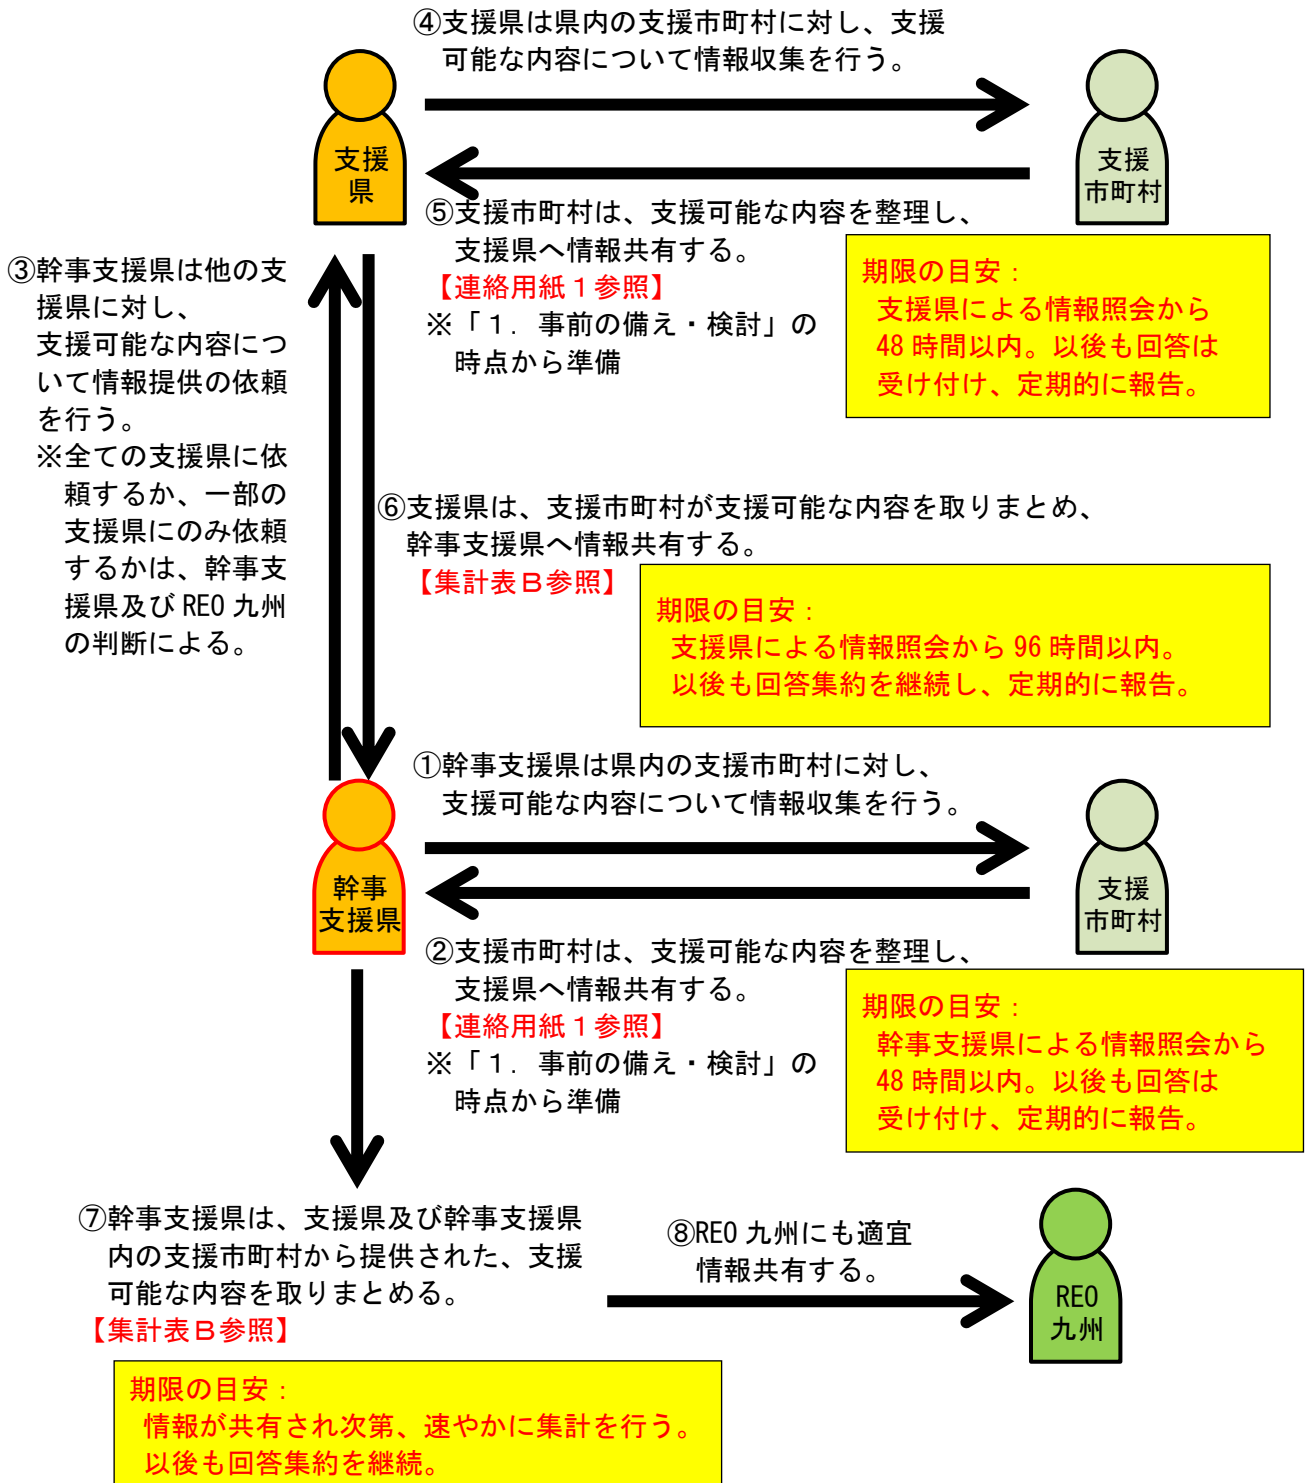 ④支援県は県内の支援市町村に対し、支援
可能な内容について情報収集を行う。
支援
県
支援
市町村
⑤支援市町村は、支援可能な内容を整理し、
支援県へ情報共有する。
【連絡用紙１参照】
※「１．事前の備え・検討」の
時点から準備
期限の目安：
支援県による情報照会から
48時間以内。以後も回答は
受け付け、定期的に報告。
③幹事支援県は他の支
援県に対し、
支援可能な内容につ
いて情報提供の依頼
を行う。
※全ての支援県に依
頼するか、一部の
支援県にのみ依頼
するかは、幹事支
援県及びREO九州
の判断による。
⑥支援県は、支援市町村が支援可能な内容を取りまとめ、
幹事支援県へ情報共有する。
【集計表Ｂ参照】
期限の目安：
支援県による情報照会から96時間以内。
以後も回答集約を継続し、定期的に報告。
①幹事支援県は県内の支援市町村に対し、
支援可能な内容について情報収集を行う。
幹事
支援県
支援
市町村
②支援市町村は、支援可能な内容を整理し、
支援県へ情報共有する。
【連絡用紙１参照】
※「１．事前の備え・検討」の
時点から準備
期限の目安：
幹事支援県による情報照会から
48時間以内。以後も回答は
受け付け、定期的に報告。
⑦幹事支援県は、支援県及び幹事支援県
内の支援市町村から提供された、支援
可能な内容を取りまとめる。
【集計表Ｂ参照】
⑧REO九州にも適宜
情報共有する。
REO
九州
期限の目安：
情報が共有され次第、速やかに集計を行う。
以後も回答集約を継続。